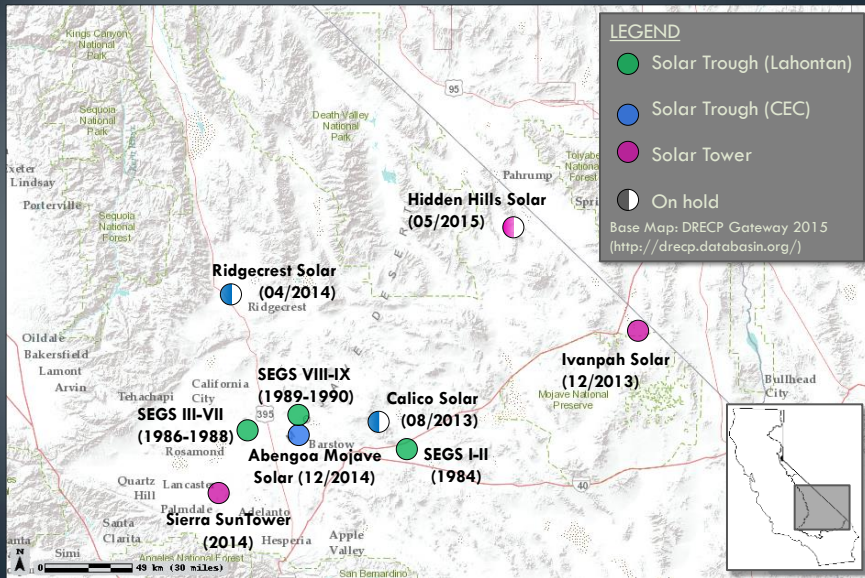 Kings Canyon
National
Park
Sequoia
National
Park
Lindsay
Porterville
Sequoia
National
Forest
Death Valley
National
Park
95
Pahrump
National
Forest
LEGEND
Solar Trough (Lahontan)
Solar Trough (CEC)
Solar Tower
On hold
Base Map: DRECP Gateway 2015
(http://drecp.databasin.org/)
Hidden Hills Solar
(05/2015)
Ridgecrest Solar
(04/2014)
Ridgecrest
Oildale
Bakersfield
Lamont
Arvin
Tehachapi
California
City
SEGS VIII-IX
(1989-1990)
395
SEGS III-VII
(1986-1988)
Rosamond
Calico Solar
(08/2013)
Barstow
Abengoa Mojave
Solar (12/2014)
SEGS I-II
(1984)
Ivanpah Solar
(12/2013)
Mojave National
Preserve
Bullhead
City
40
Quartz
Hill
Lancaster
Palmdale
Adelanto
Sierra SunTower
(2014)
Santa
Clarita
Simi
Hesperia
Apple
Valley
Angeles National Forest
San Bernardino
N
0
49 km (30 miles)